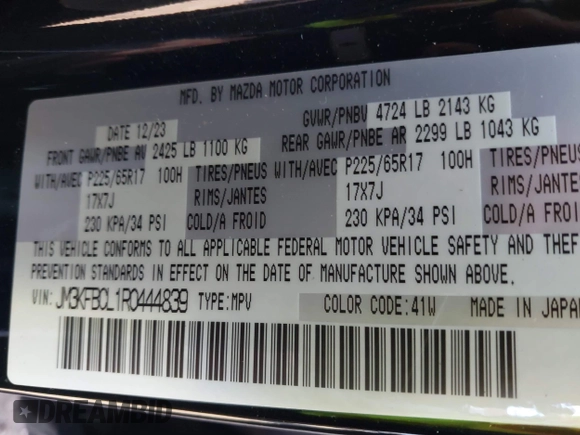 MFD. BY MAZDA MOTOR CORPORATION
DATE 12/23
GVWR/PNBV 4724 LB 2143 KG
FRONT GAWR/PNBE AV 2425 LB 1100 KG
REAR GAWR/PNBE AR 2299 LB 1043 KG
WITH/AVEC P225/65R17 100H TIRES/PNEUS WITH/AVEC P225/65R17 100H TIRES/PNEUS
17X7J RIMS/JANTES 17X7J RIMS/JANTES
230 KPA/34 PSI COLD/A FROID 230 KPA/34 PSI COLD/A FROID
THIS VEHICLE CONFORMS TO ALL APPLICABLE FEDERAL MOTOR VEHICLE SAFETY AND THEFT
PREVENTION STANDARDS IN EFFECT ON THE DATE OF MANUFACTURE SHOWN ABOVE.
VIN: JM3KFBCL1R0444839 TYPE:MPV COLOR CODE:41W MADE IN JAPAN
DREAMBID